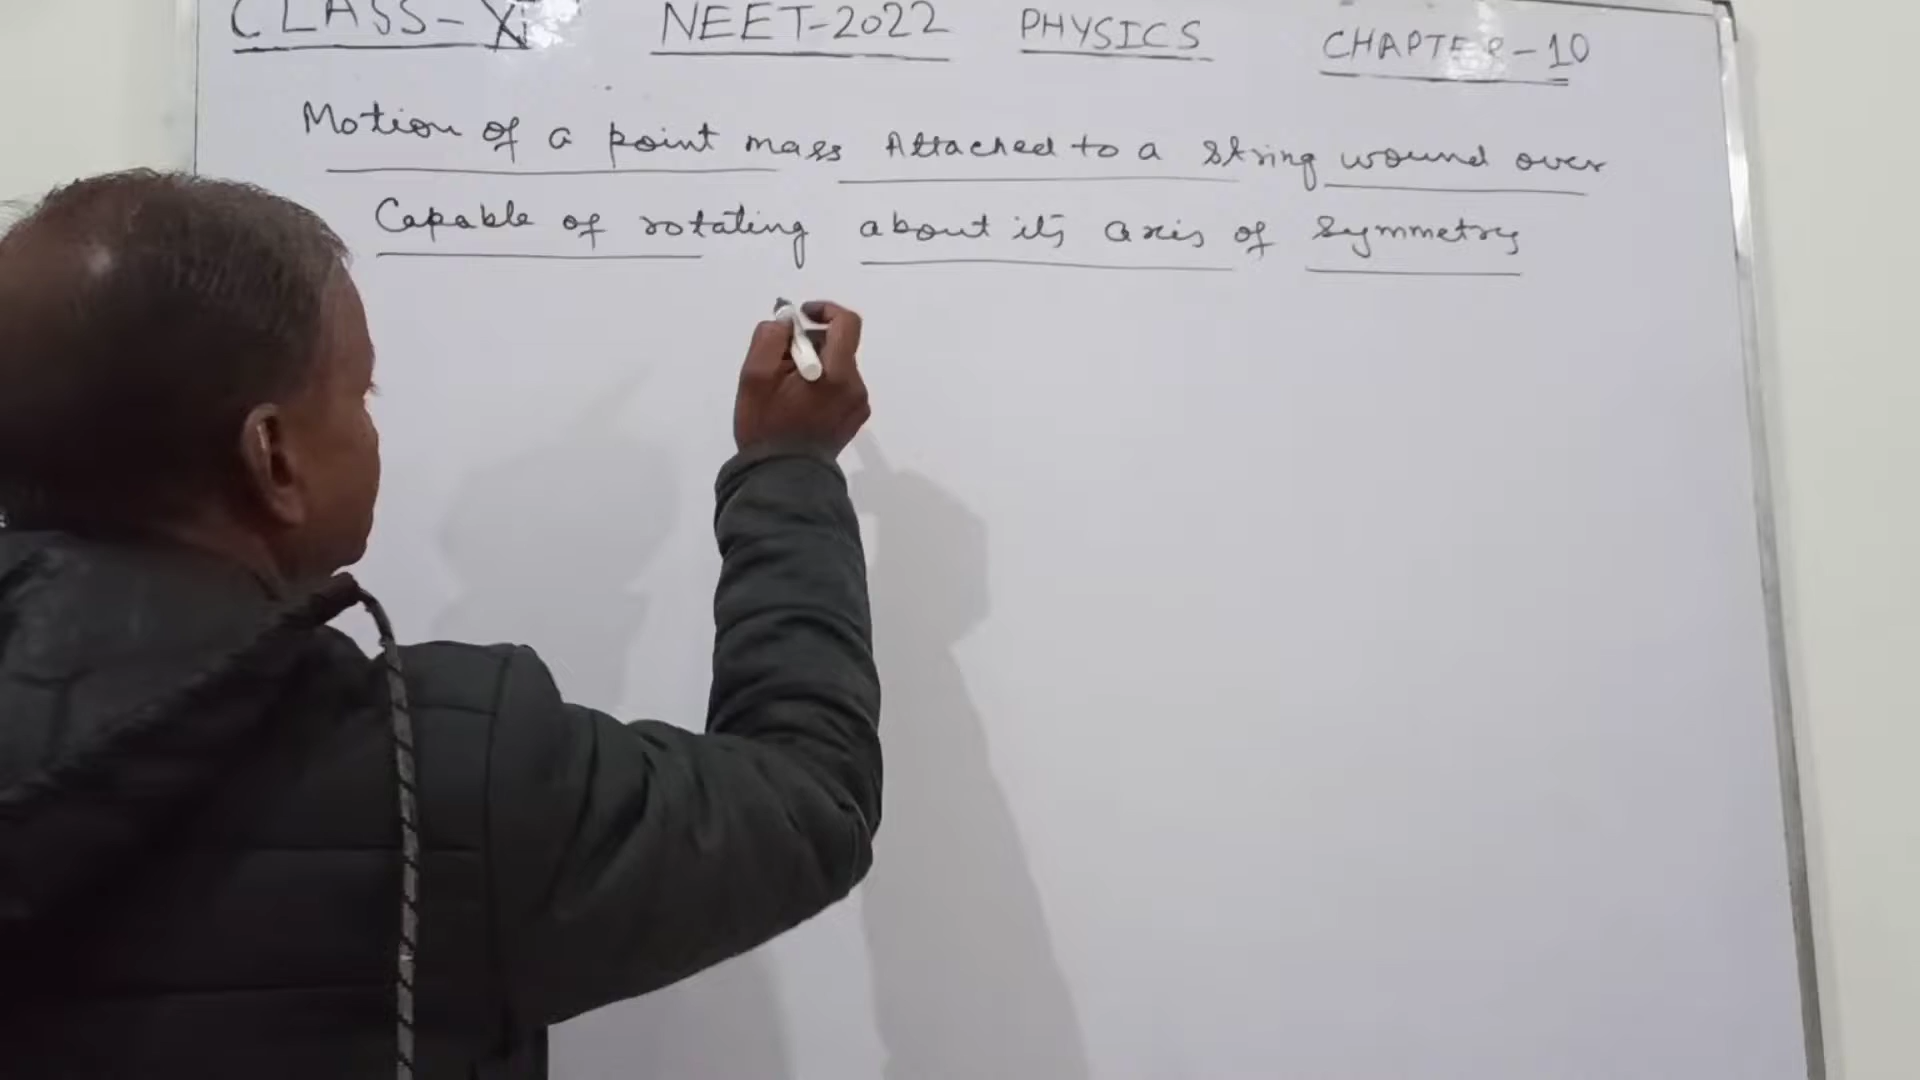 CLASS-XI NEET-2022 PHYSICS CHAPTER-10
Motion of a point mass Attached to a string wound over
Capable of rotating about its axis of symmetry